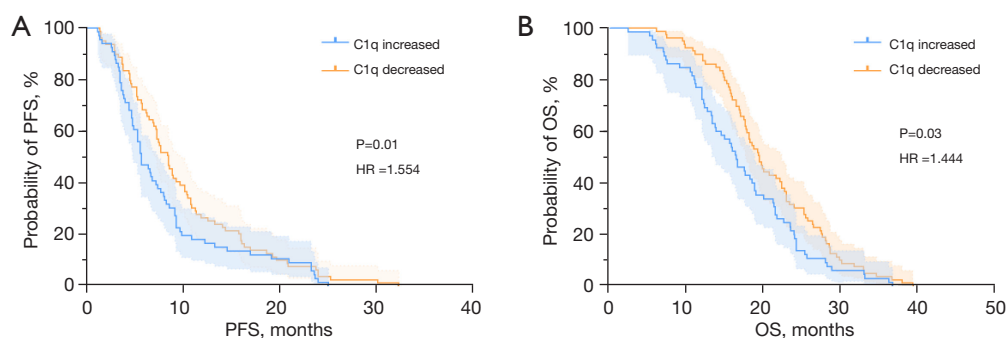 A
Probability of PFS, %
100
80
60
40
20
0
C1q increased
C1q decreased
P=0.01
HR =1.554
0 10 20 30 40
PFS, months
B
Probability of OS, %
100
80
60
40
20
0
C1q increased
C1q decreased
P=0.03
HR =1.444
0 10 20 30 40 50
OS, months